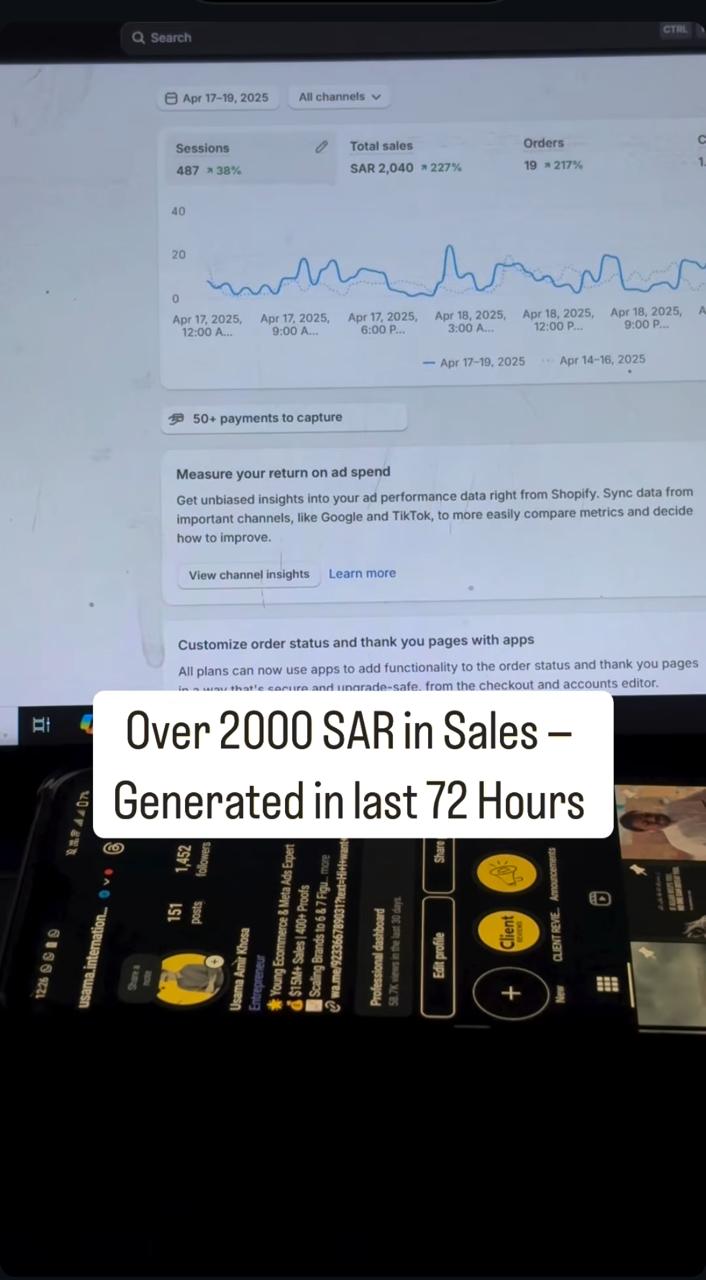 Search
CTRL
Apr 17–19, 2025
All channels
Sessions
487 ↗ 38%
Total sales
SAR 2,040 ↗ 227%
Orders
19 ↗ 217%
C
1.
40
20
0
Apr 17, 2025,
12:00 A...
Apr 17, 2025,
9:00 A...
Apr 17, 2025,
6:00 P...
Apr 18, 2025,
3:00 A...
Apr 18, 2025,
12:00 P...
Apr 18, 2025,
9:00 P...
A
Apr 17–19, 2025
Apr 14–16, 2025
50+ payments to capture
Measure your return on ad spend
Get unbiased insights into your ad performance data right from Shopify. Sync data from
important channels, like Google and TikTok, to more easily compare metrics and decide
how to improve.
View channel insights
Learn more
Customize order status and thank you pages with apps
All plans can now use apps to add functionality to the order status and thank you pages
in a way that's secure and upgrade-safe, from the checkout and accounts editor.
Over 2000 SAR in Sales –
Generated in last 72 Hours
12:26
usama.internation...
Share a
note
151
posts
1,452
followers
Usama Amir Khosa
Entrepreneur
Young Ecommerce & Meta Ads Expert
$15M+ Sales | 400+ Proofs
Scaling Brands to 6 & 7 Figu... more
Professional dashboard
58.7K views in the last 30 days.
Edit profile
Share
New
Client
CLIENT REVIE...
Announcements